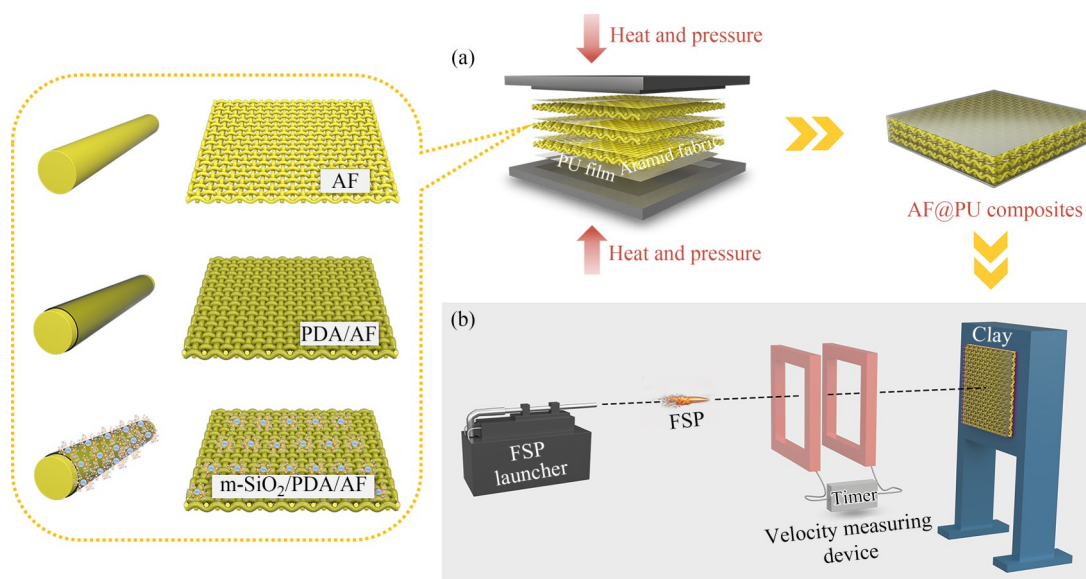 Heat and pressure
(a)
AF
PU film
Aramid fabric
Heat and pressure
AF@PU composites
PDA/AF
m-SiO₂/PDA/AF
(b)
Clay
FSP
FSP
launcher
Timer
Velocity measuring
device